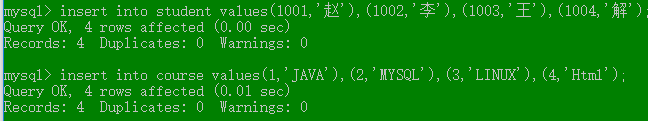 mysql> insert into student values(1001,'赵'),(1002,'李'),(1003,'王'),(1004,'解');
Query OK, 4 rows affected (0.00 sec)
Records: 4  Duplicates: 0  Warnings: 0
mysql> insert into course values(1,'JAVA'),(2,'MYSQL'),(3,'LINUX'),(4,'Html');
Query OK, 4 rows affected (0.01 sec)
Records: 4  Duplicates: 0  Warnings: 0